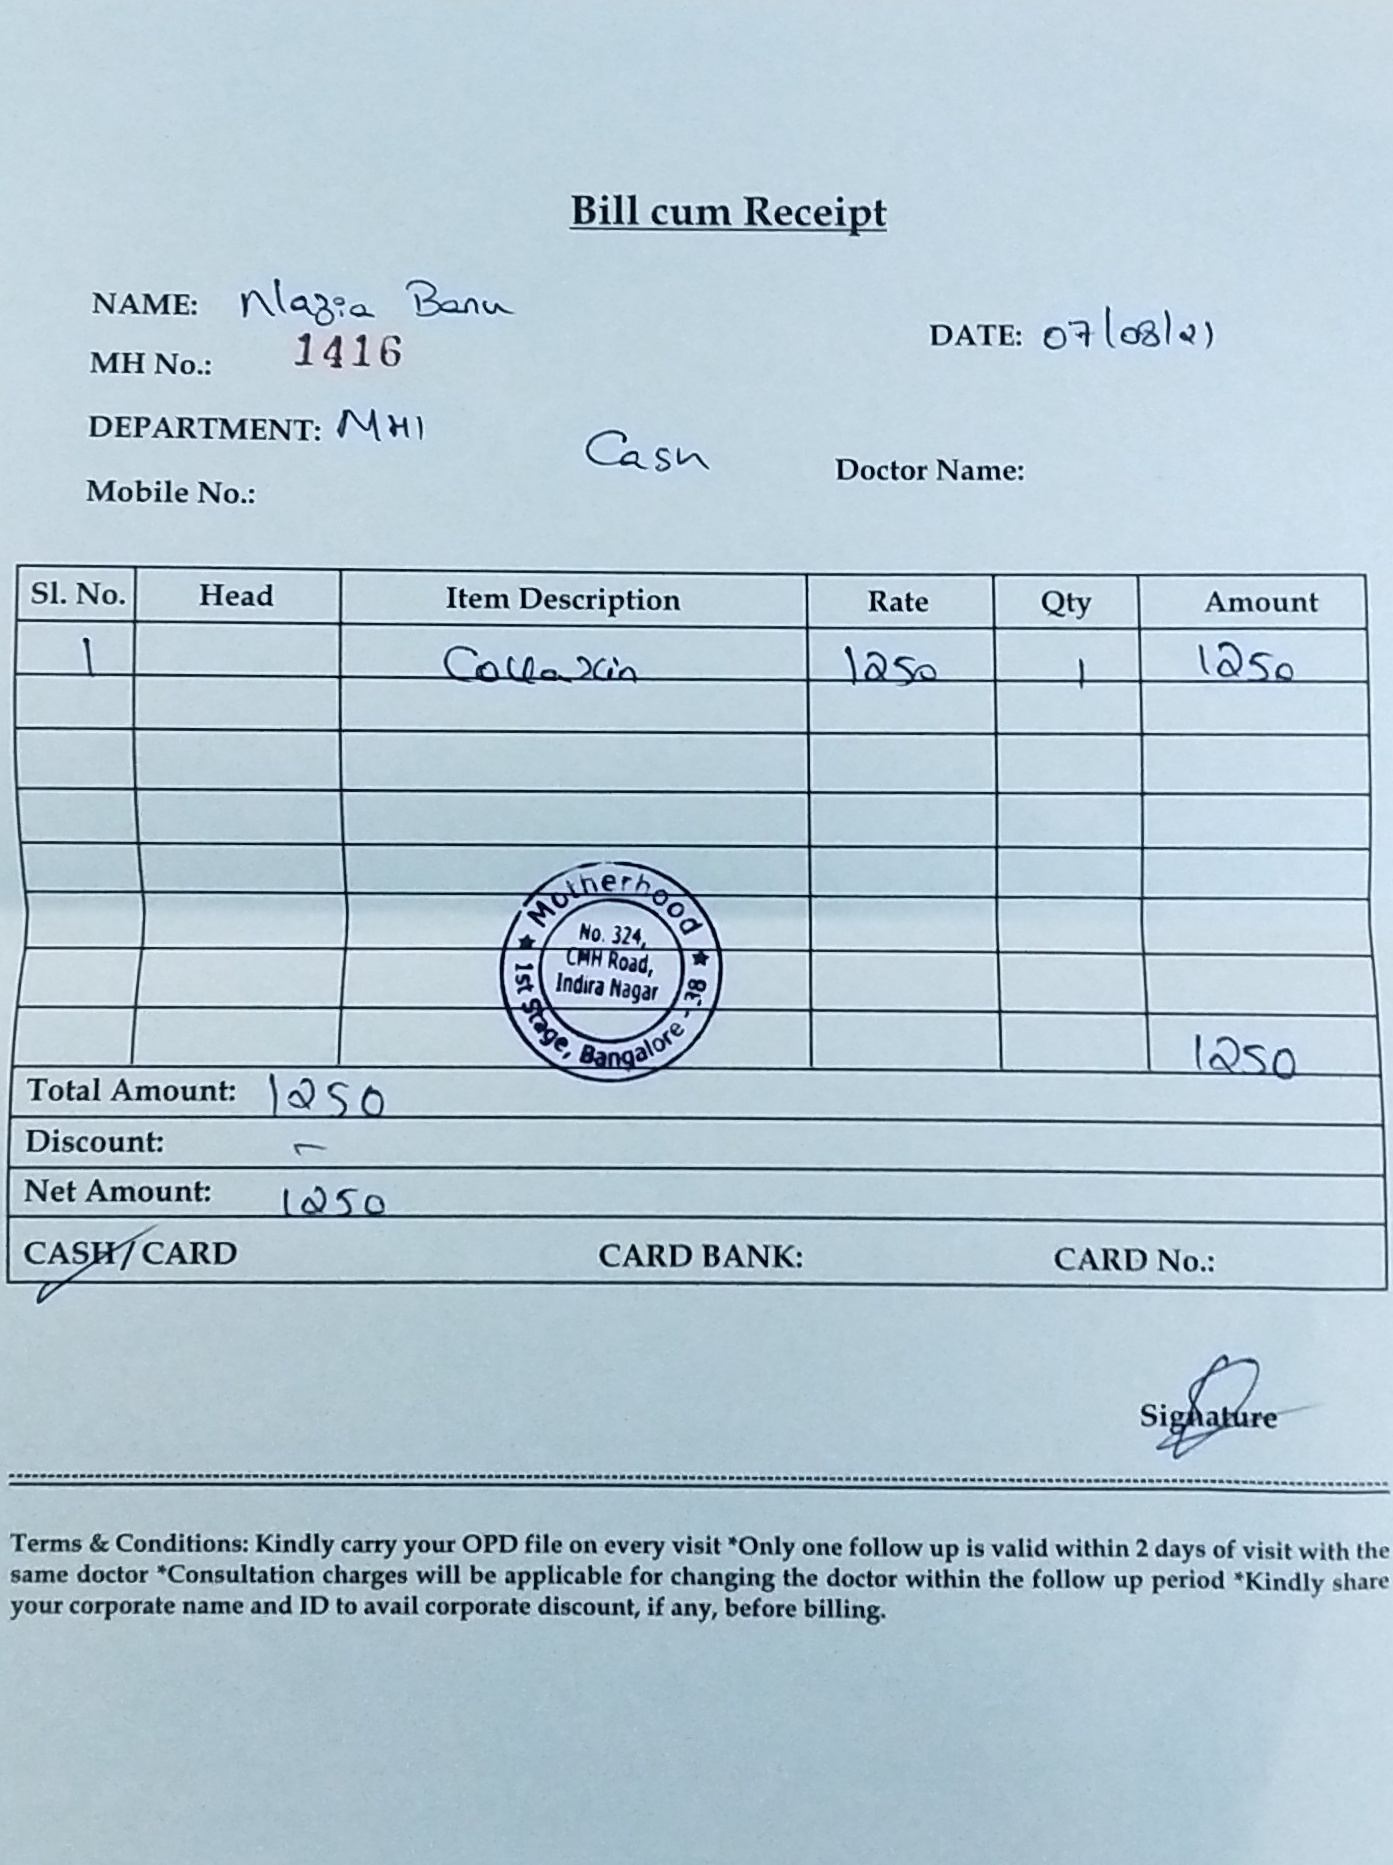 Bill cum Receipt
NAME: Nazia Banu
DATE: 07/08/21
MH No.: 1416
DEPARTMENT: MHI
Cash
Doctor Name:
Mobile No.:
Sl. No. Head Item Description Rate Qty Amount
1 1250 1 1250
Motherhood
No. 324,
CMH Road,
Indira Nagar
1st Stage, Bangalore - 38
1250
Total Amount: 1250
Discount: -
Net Amount: 1250
CASH / CARD CARD BANK: CARD No.:
Signature
Terms & Conditions: Kindly carry your OPD file on every visit *Only one follow up is valid within 2 days of visit with the
same doctor *Consultation charges will be applicable for changing the doctor within the follow up period *Kindly share
your corporate name and ID to avail corporate discount, if any, before billing.